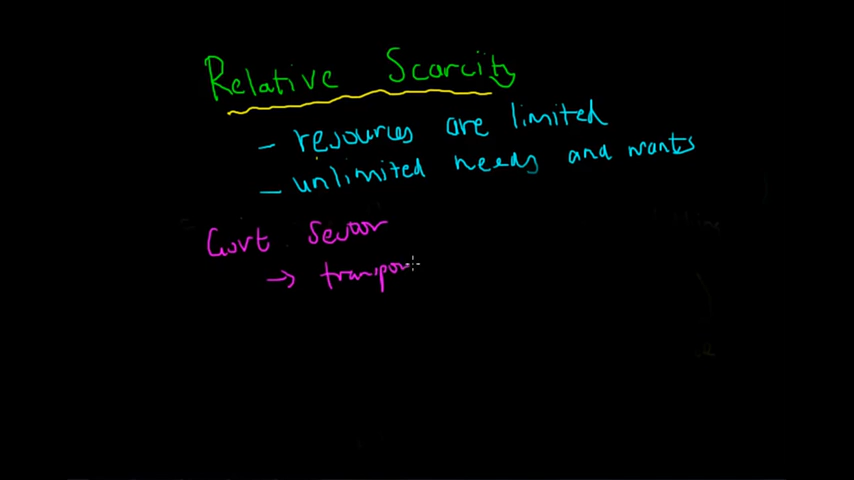 Relative Scarcity
- resources are limited
- unlimited needs and wants
Govt Sector
→ transpor